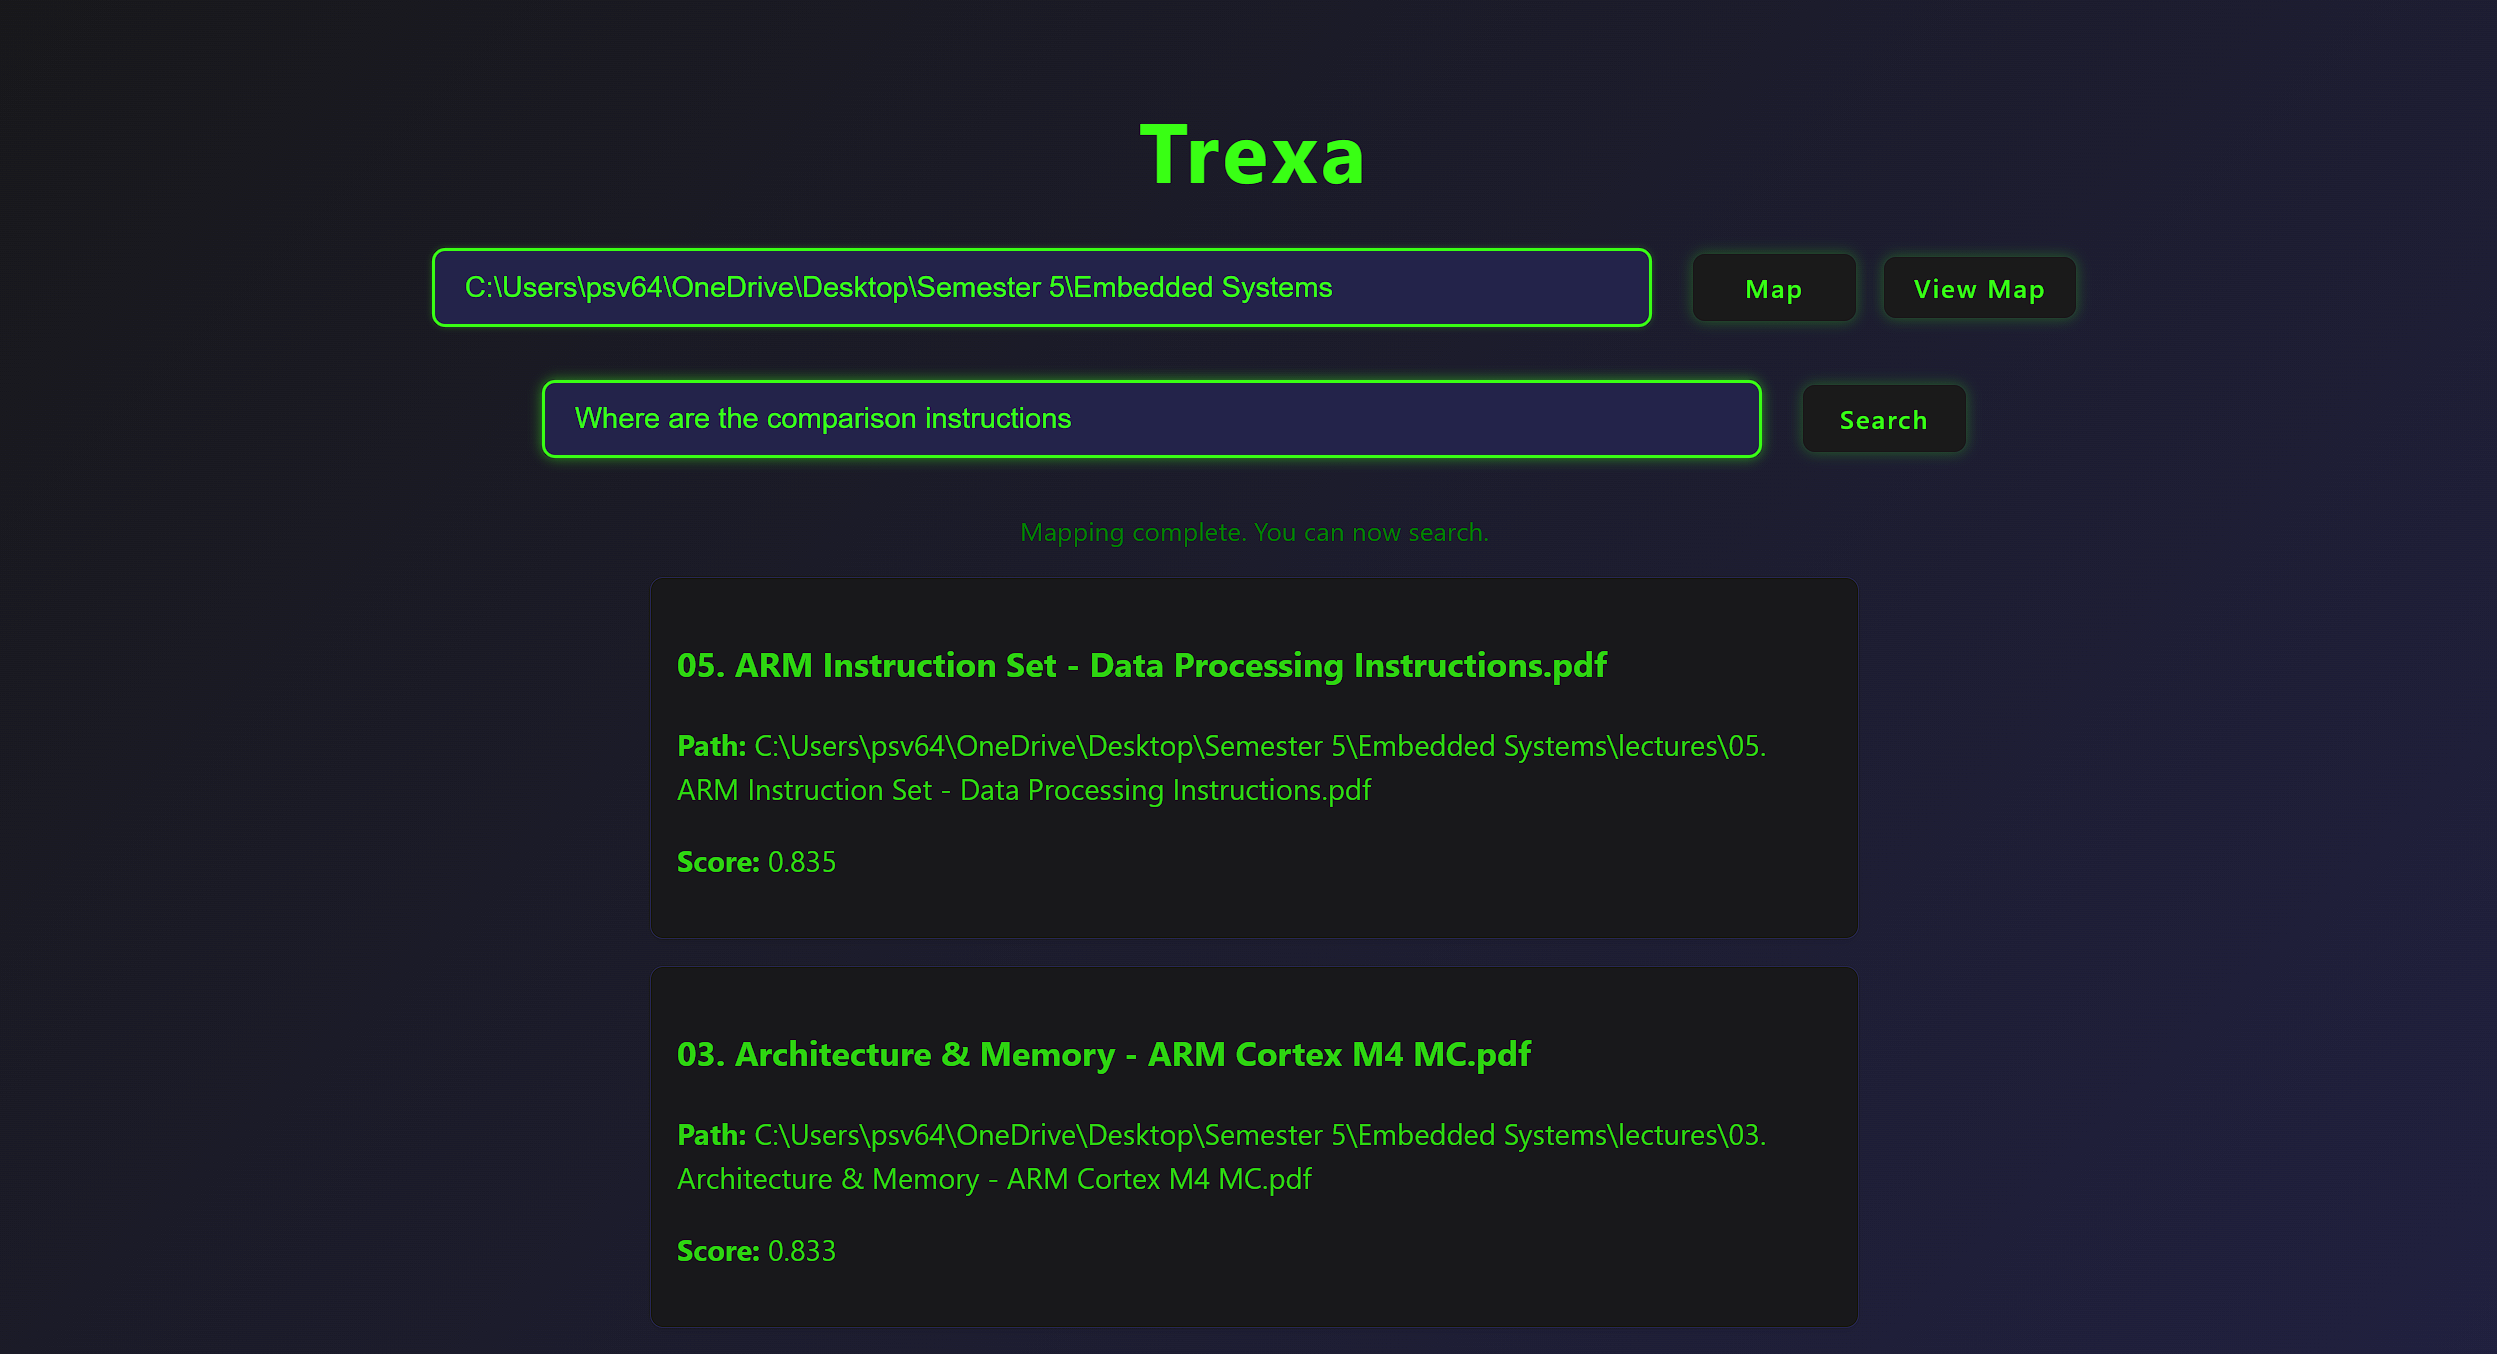 Trexa
C:\Users\psv64\OneDrive\Desktop\Semester 5\Embedded Systems
Map
View Map
Where are the comparison instructions
Search
Mapping complete. You can now search.
05. ARM Instruction Set - Data Processing Instructions.pdf
Path: C:\Users\psv64\OneDrive\Desktop\Semester 5\Embedded Systems\lectures\05.
ARM Instruction Set - Data Processing Instructions.pdf
Score: 0.835
03. Architecture & Memory - ARM Cortex M4 MC.pdf
Path: C:\Users\psv64\OneDrive\Desktop\Semester 5\Embedded Systems\lectures\03.
Architecture & Memory - ARM Cortex M4 MC.pdf
Score: 0.833